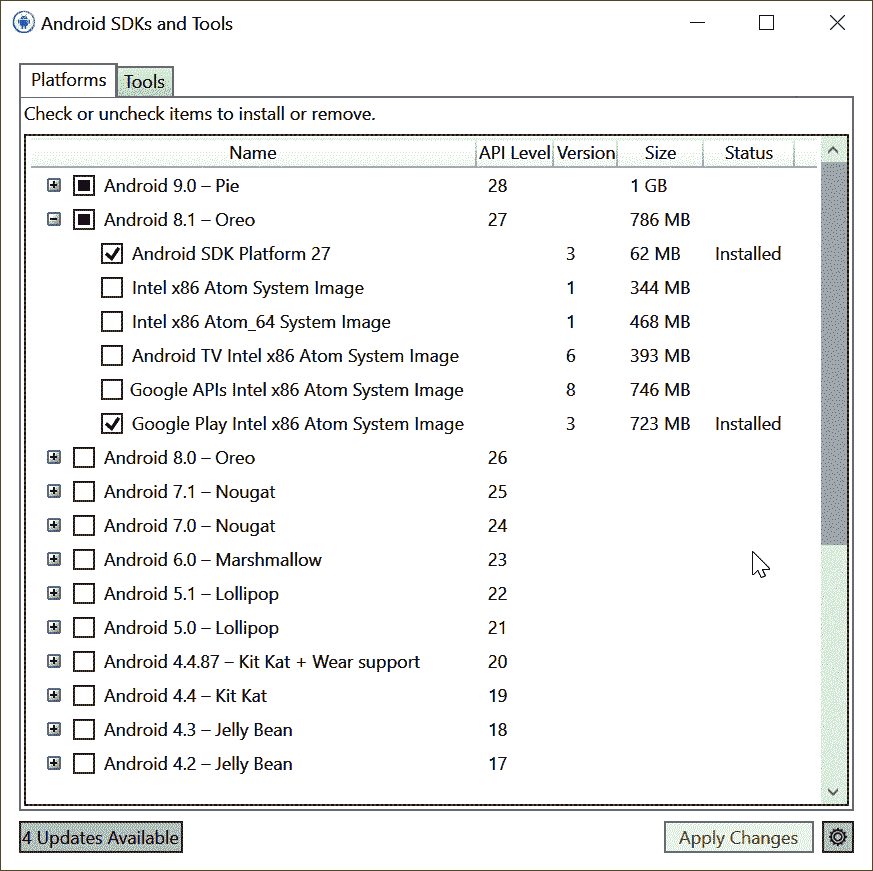 Android SDKs and Tools
Platforms Tools
Check or uncheck items to install or remove.
Name API Level Version Size Status
Android 9.0 – Pie 28 1 GB
Android 8.1 – Oreo 27 786 MB
Android SDK Platform 27 3 62 MB Installed
Intel x86 Atom System Image 1 344 MB
Intel x86 Atom_64 System Image 1 468 MB
Android TV Intel x86 Atom System Image 6 393 MB
Google APIs Intel x86 Atom System Image 8 746 MB
Google Play Intel x86 Atom System Image 3 723 MB Installed
Android 8.0 – Oreo 26
Android 7.1 – Nougat 25
Android 7.0 – Nougat 24
Android 6.0 – Marshmallow 23
Android 5.1 – Lollipop 22
Android 5.0 – Lollipop 21
Android 4.4.87 – Kit Kat + Wear support 20
Android 4.4 – Kit Kat 19
Android 4.3 – Jelly Bean 18
Android 4.2 – Jelly Bean 17
4 Updates Available Apply Changes